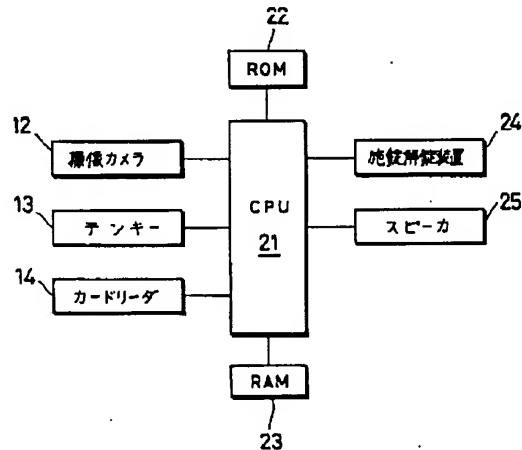 22
ROM
12
撮像カメラ
24
施錠解錠装置
CPU
21
13
テンキー
25
スピーカ
14
カードリーダ
RAM
23